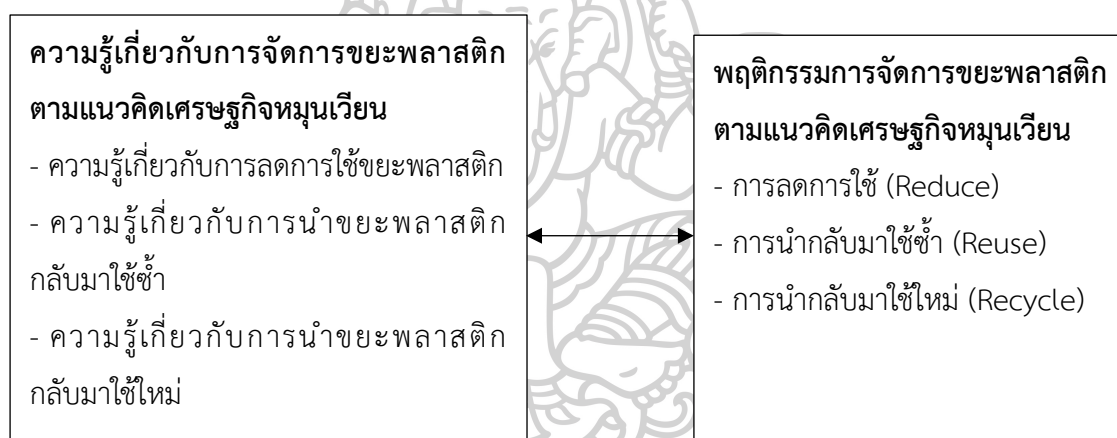 ความรู้เกี่ยวกับการจัดการขยะพลาสติก
ตามแนวคิดเศรษฐกิจหมุนเวียน
- ความรู้เกี่ยวกับการลดการใช้ขยะพลาสติก
- ความรู้เกี่ยวกับการนำขยะพลาสติก
กลับมาใช้ซ้ำ
- ความรู้เกี่ยวกับการนำขยะพลาสติก
กลับมาใช้ใหม่
พฤติกรรมการจัดการขยะพลาสติก
ตามแนวคิดเศรษฐกิจหมุนเวียน
- การลดการใช้ (Reduce)
- การนำกลับมาใช้ซ้ำ (Reuse)
- การนำกลับมาใช้ใหม่ (Recycle)